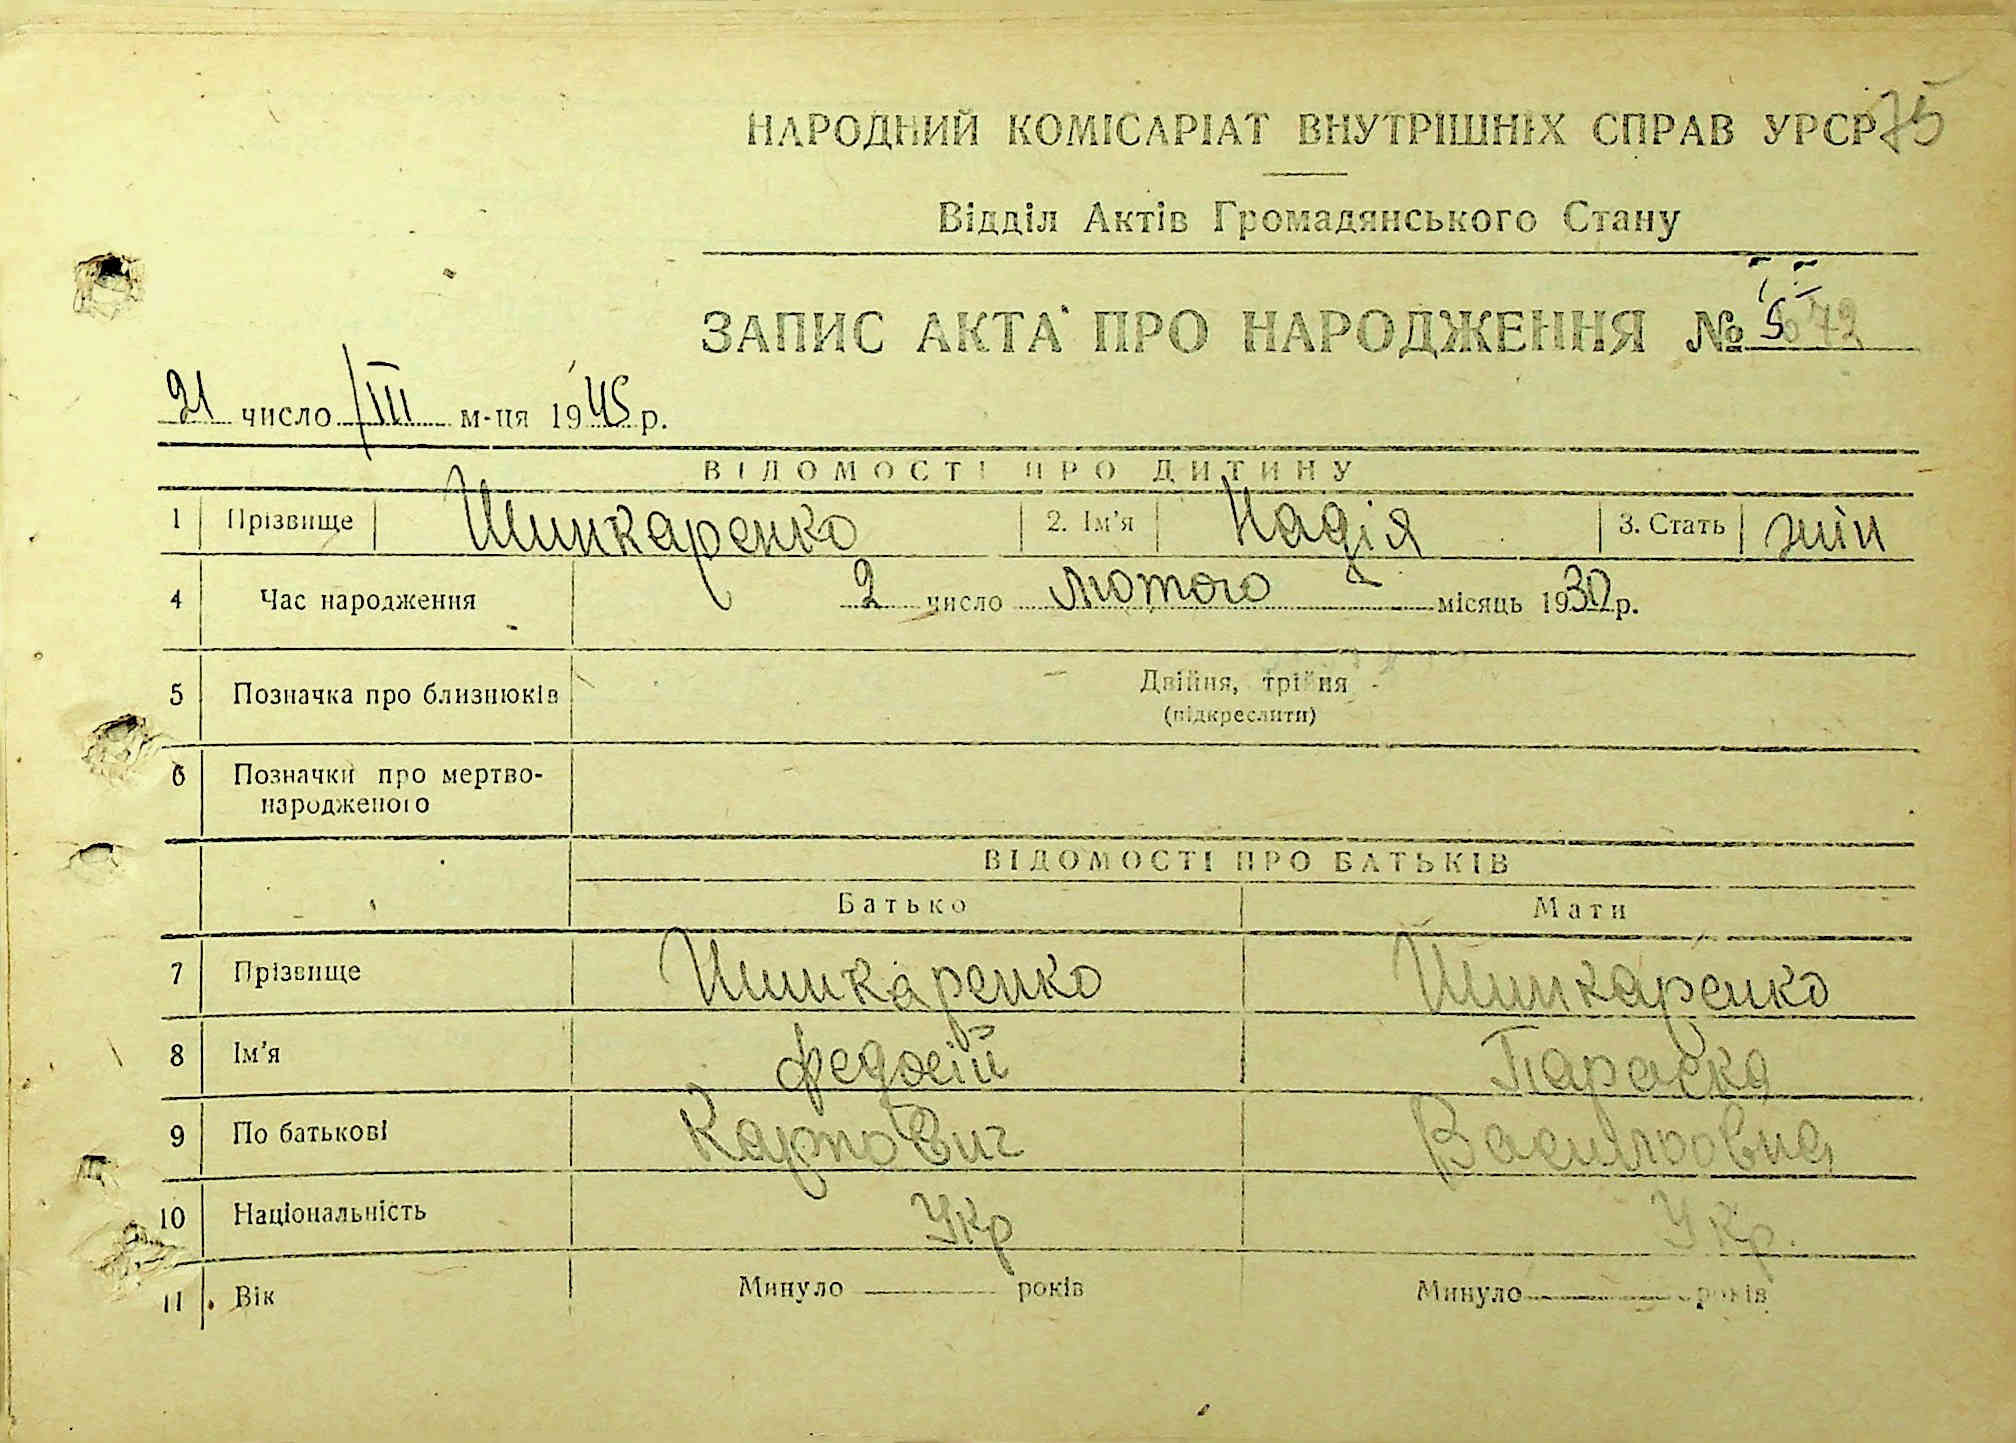 75
НАРОДНИЙ КОМІСАРІАТ ВНУТРІШНІХ СПРАВ УРСР
Відділ Актів Громадянського Стану
ЗАПИС АКТА ПРО НАРОДЖЕННЯ №
21 число III м-ця 1945 р.
ВІДОМОСТІ ПРО ДИТИНУ
1 Прізвище Шинкаренко 2. Ім'я Надія 3. Стать жін
4 Час народження 2 число лютого місяць 1930 р.
5 Позначка про близнюків Двійня, трійня
(підкреслити)
6 Позначки про мертво-
народженого
ВІДОМОСТІ ПРО БАТЬКІВ
Батько Мати
7 Прізвище Шинкаренко Шинкаренко
8 Ім'я Федосій Параска
9 По батькові Карпович Васильовна
10 Національність Укр Укр.
11 Вік Минуло років Минуло років